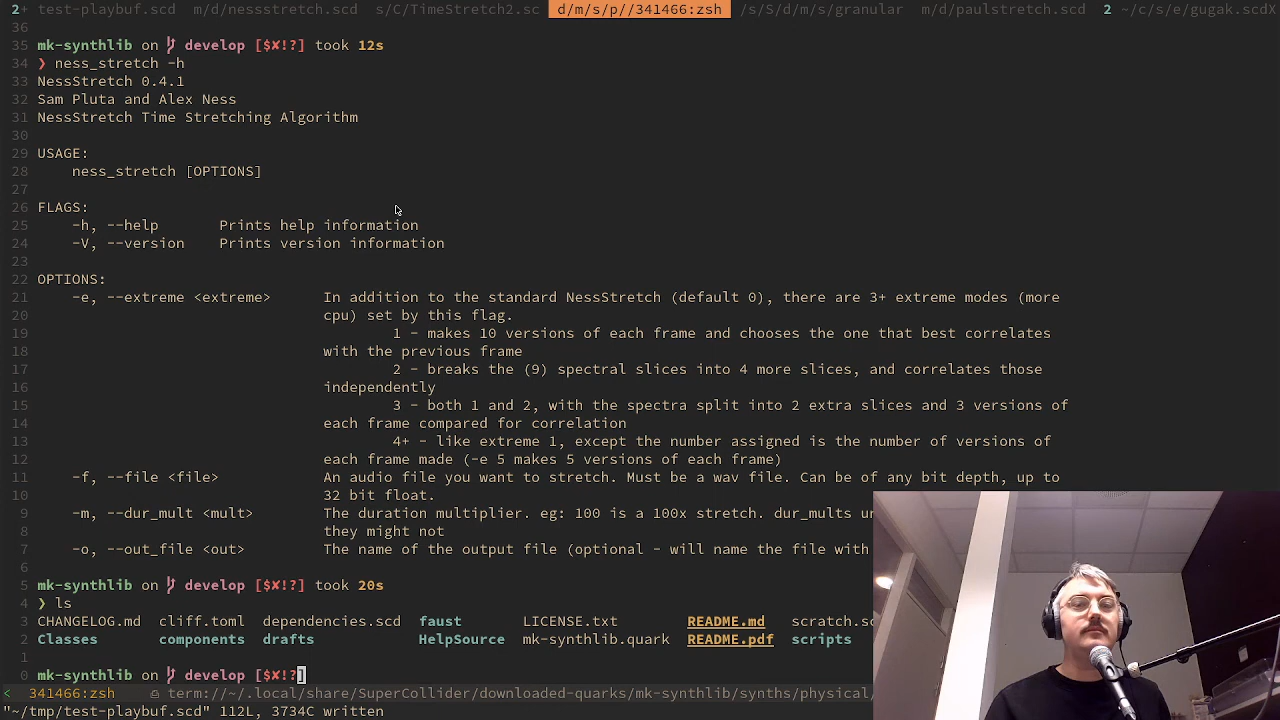 2+ test-playbuf.scd m/d/nessstretch.scd s/C/TimeStretch2.sc d/m/s/p//341466:zsh /s/S/d/m/s/granular m/d/paulstretch.scd 2 ~/c/s/e/gugak.scdX
36
35 mk-synthlib on develop [$✘!?] took 12s
34 ❯ ness_stretch -h
33 NessStretch 0.4.1
32 Sam Pluta and Alex Ness
31 NessStretch Time Stretching Algorithm
30
29 USAGE:
28 ness_stretch [OPTIONS]
27
26 FLAGS:
25 -h, --help Prints help information
24 -V, --version Prints version information
23
22 OPTIONS:
21 -e, --extreme <extreme> In addition to the standard NessStretch (default 0), there are 3+ extreme modes (more
20 cpu) set by this flag.
19 1 - makes 10 versions of each frame and chooses the one that best correlates
18 with the previous frame
17 2 - breaks the (9) spectral slices into 4 more slices, and correlates those
16 independently
15 3 - both 1 and 2, with the spectra split into 2 extra slices and 3 versions of
14 each frame compared for correlation
13 4+ - like extreme 1, except the number assigned is the number of versions of
12 each frame made (-e 5 makes 5 versions of each frame)
11 -f, --file <file> An audio file you want to stretch. Must be a wav file. Can be of any bit depth, up to
10 32 bit float.
9 -m, --dur_mult <mult> The duration multiplier. eg: 100 is a 100x stretch. dur_mults
8 they might not
7 -o, --out_file <out> The name of the output file (optional - will name the file with
6
5 mk-synthlib on develop [$✘!?] took 20s
4 ❯ ls
3 CHANGELOG.md cliff.toml dependencies.scd faust LICENSE.txt README.md scratch.sc
2 Classes components drafts HelpSource mk-synthlib.quark README.pdf scripts
1
0 mk-synthlib on develop [$✘!?]
< 341466:zsh term://~/.local/share/SuperCollider/downloaded-quarks/mk-synthlib/synths/physical/
"~/tmp/test-playbuf.scd" 112L, 3734C written